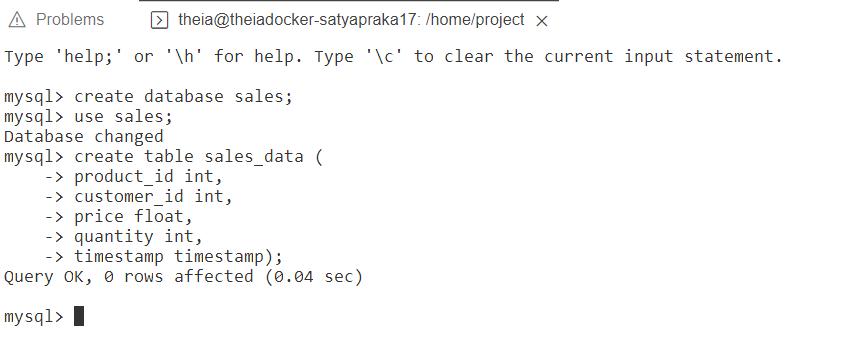 Problems theia@theiadocker-satyapraka17: /home/project
Type 'help;' or '\h' for help. Type '\c' to clear the current input statement.
mysql> create database sales;
mysql> use sales;
Database changed
mysql> create table sales_data (
    -> product_id int,
    -> customer_id int,
    -> price float,
    -> quantity int,
    -> timestamp timestamp);
Query OK, 0 rows affected (0.04 sec)
mysql>